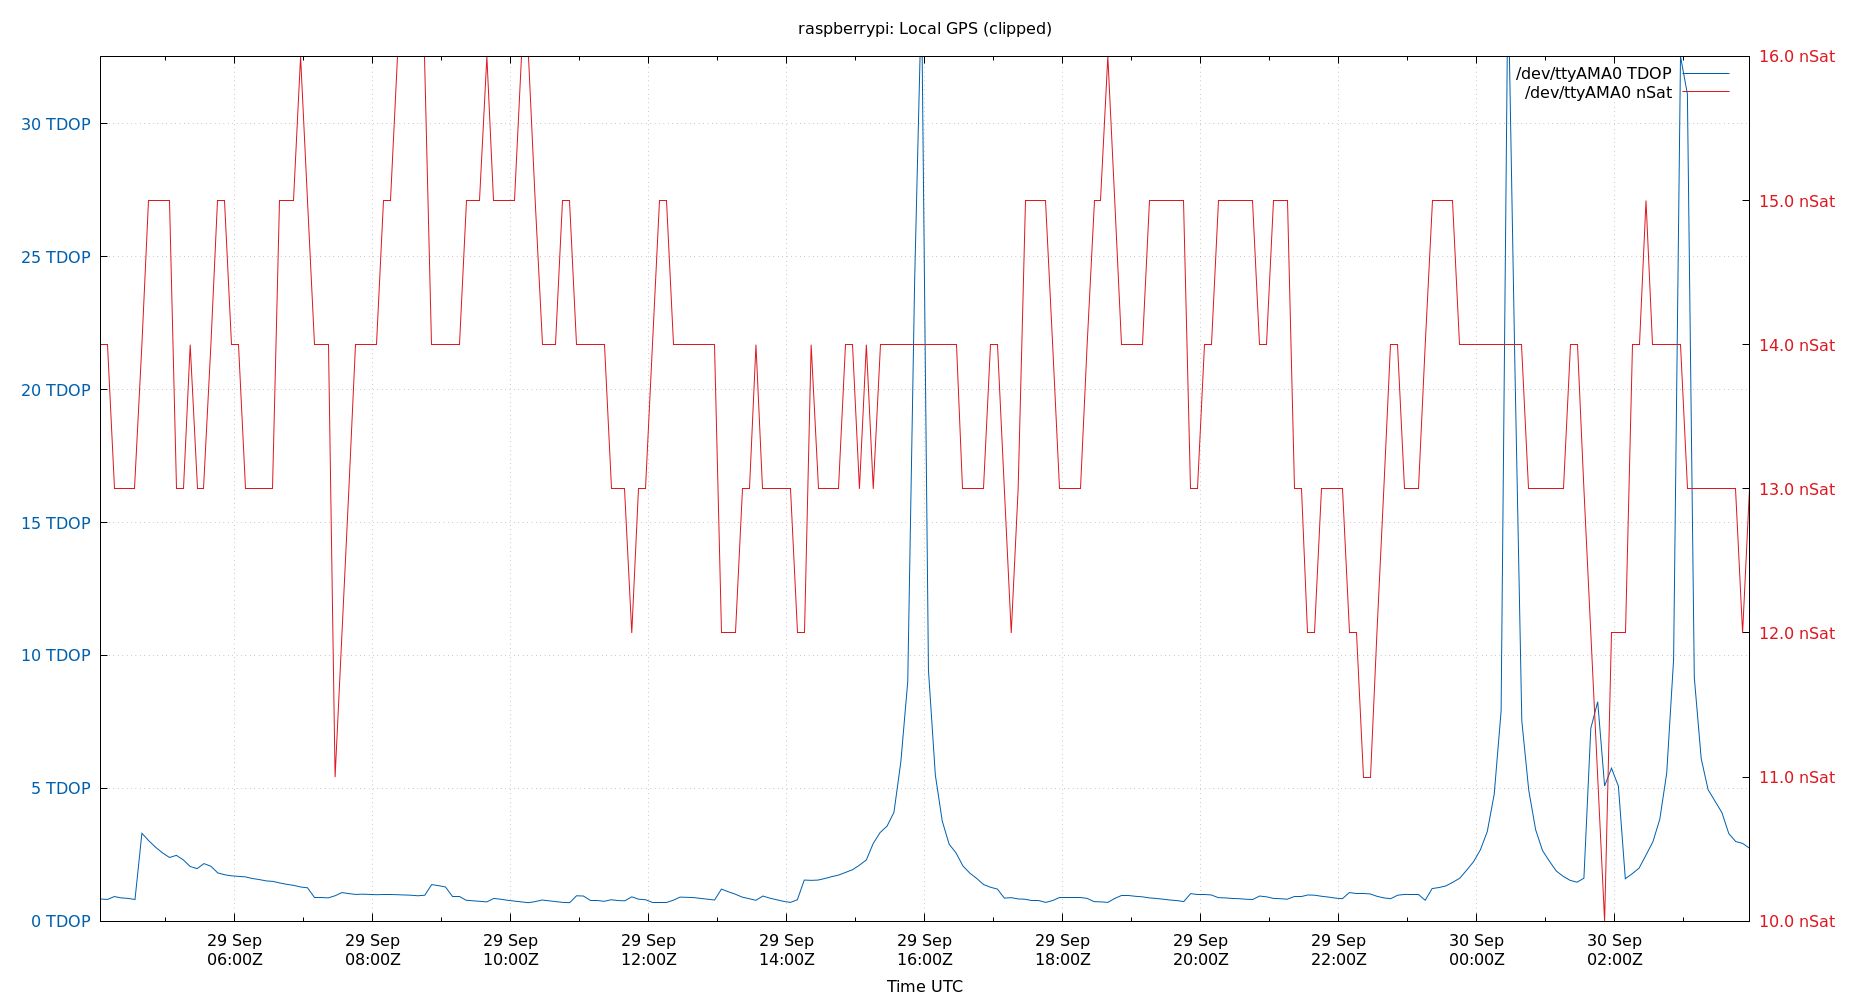 raspberrypi: Local GPS (clipped)
/dev/ttyAMA0 TDOP
/dev/ttyAMA0 nSat
30 TDOP
25 TDOP
20 TDOP
15 TDOP
10 TDOP
5 TDOP
0 TDOP
16.0 nSat
15.0 nSat
14.0 nSat
13.0 nSat
12.0 nSat
11.0 nSat
10.0 nSat
29 Sep
06:00Z
29 Sep
08:00Z
29 Sep
10:00Z
29 Sep
12:00Z
29 Sep
14:00Z
29 Sep
16:00Z
29 Sep
18:00Z
29 Sep
20:00Z
29 Sep
22:00Z
30 Sep
00:00Z
30 Sep
02:00Z
Time UTC